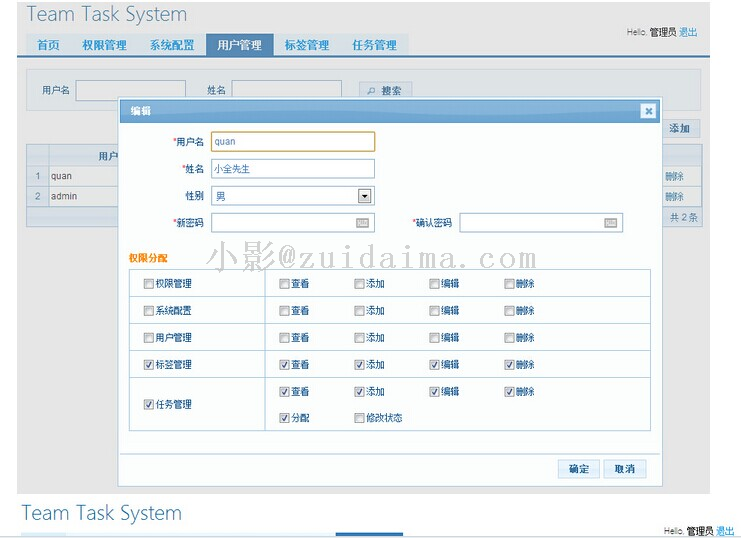 Team Task System
Hello, 管理员 退出
首页 权限管理 系统配置 用户管理 标签管理 任务管理
用户名 姓名 搜索
编辑
添加
*用户名 quan
用户
*姓名 小全先生
1 quan 删除
性别 男
2 admin 删除
*新密码 *确认密码
共 2 条
小影@zuidaima.com
权限分配
权限管理 查看 添加 编辑 删除
系统配置 查看 添加 编辑 删除
用户管理 查看 添加 编辑 删除
标签管理 查看 添加 编辑 删除
任务管理 查看 添加 编辑 删除
分配 修改状态
确定 取消
Team Task System
Hello, 管理员 退出